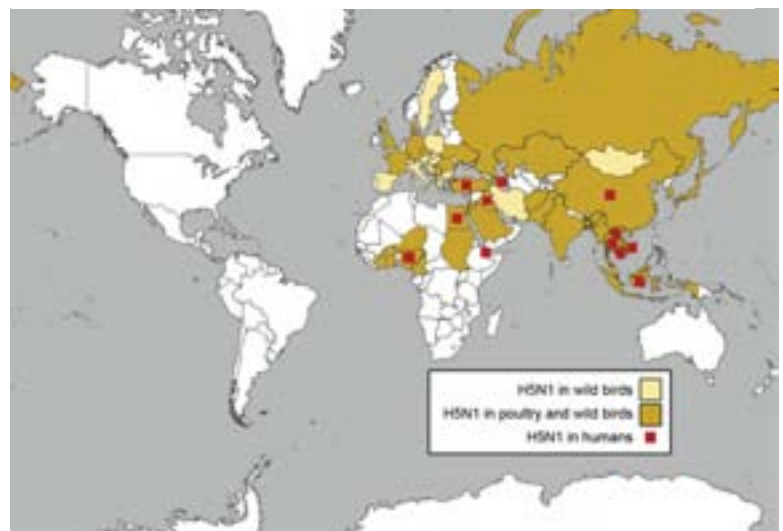 H5N1 in wild birds
H5N1 in poultry and wild birds
H5N1 in humans